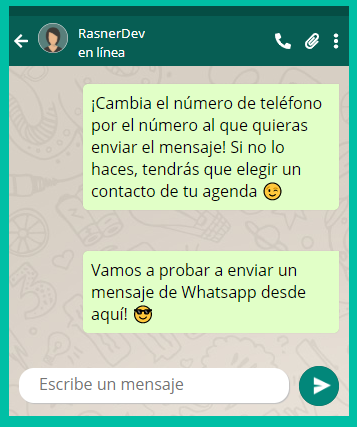 RasnerDev
en línea
¡Cambia el número de teléfono
por el número al que quieras
enviar el mensaje! Si no lo
haces, tendrás que elegir un
contacto de tu agenda 😉
Vamos a probar a enviar un
mensaje de Whatsapp desde
aquí! 😎
Escribe un mensaje